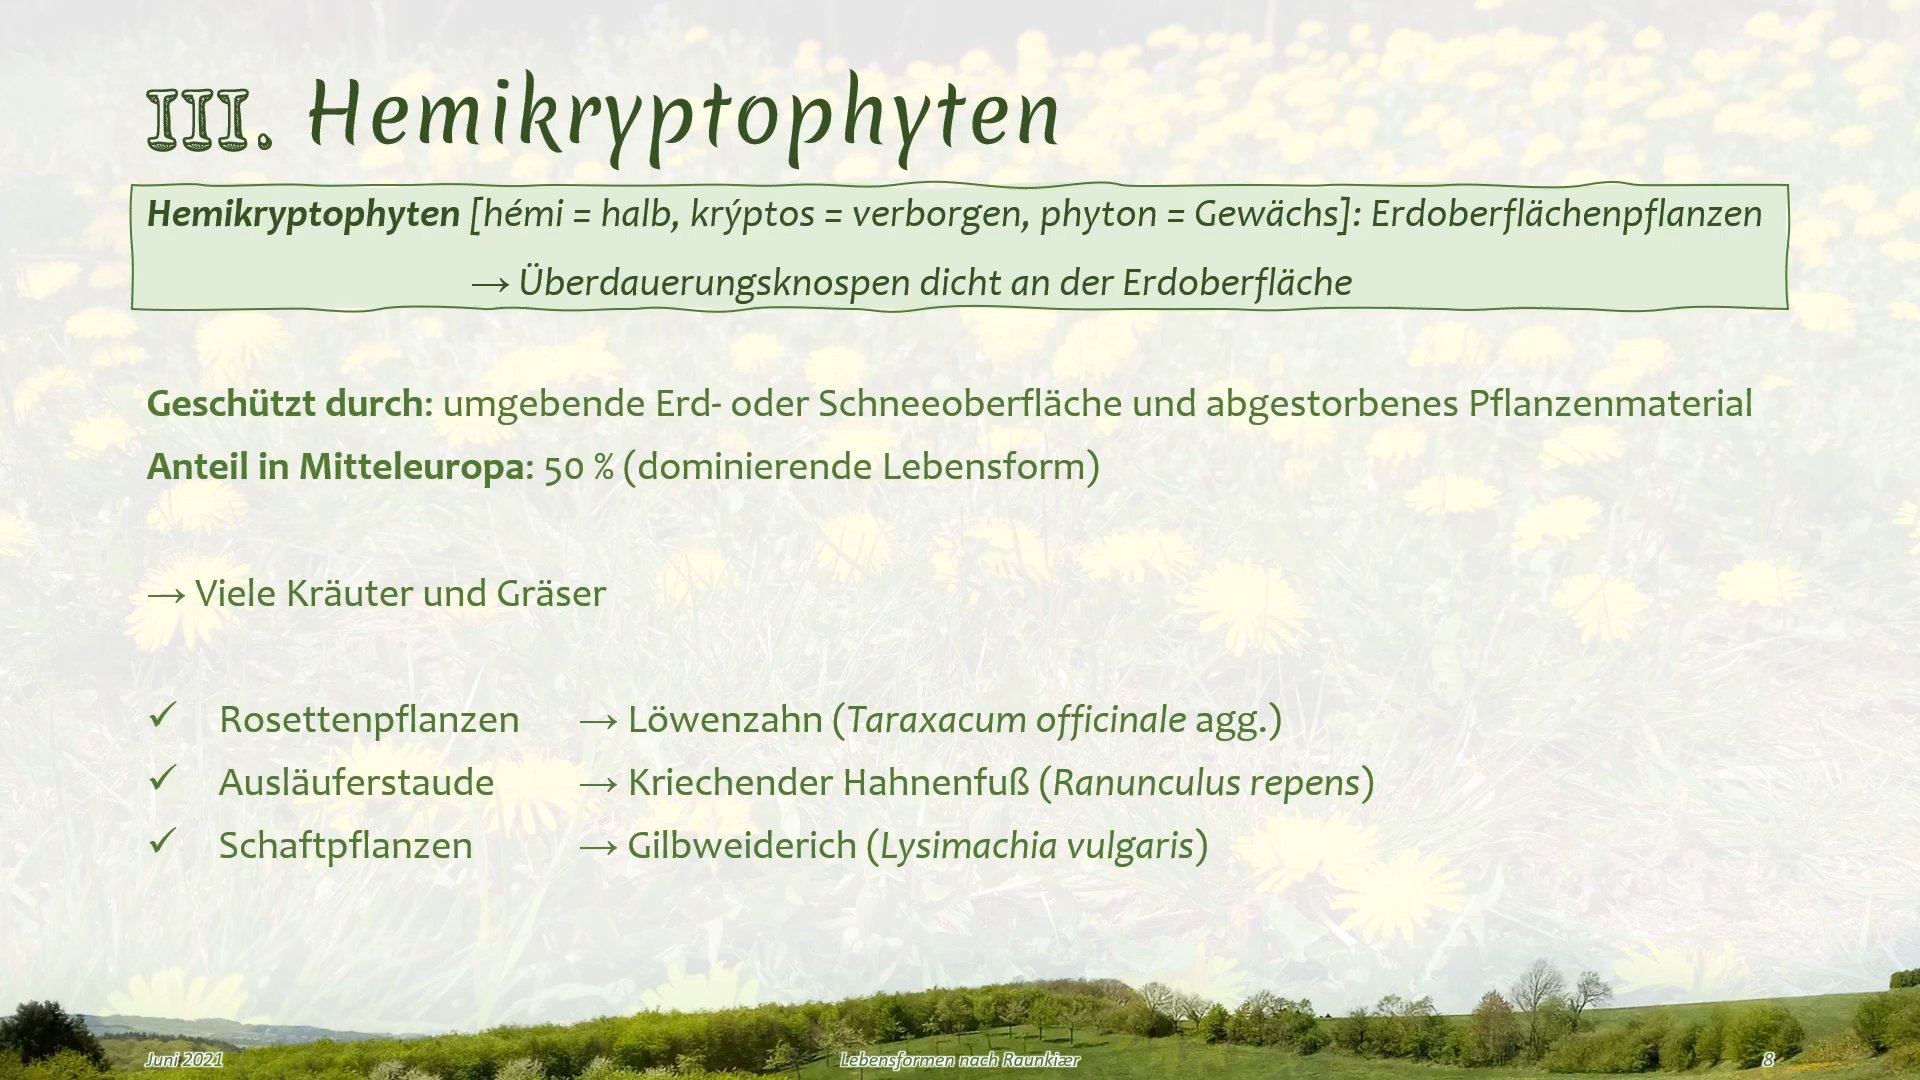 III. Hemikryptophyten
Hemikryptophyten [hémi = halb, krýptos = verborgen, phyton = Gewächs]: Erdoberflächenpflanzen
→ Überdauerungsknospen dicht an der Erdoberfläche
Geschützt durch: umgebende Erd- oder Schneeoberfläche und abgestorbenes Pflanzenmaterial
Anteil in Mitteleuropa: 50 % (dominierende Lebensform)
→ Viele Kräuter und Gräser
✓ Rosettenpflanzen → Löwenzahn (Taraxacum officinale agg.)
✓ Ausläuferstaude → Kriechender Hahnenfuß (Ranunculus repens)
✓ Schaftpflanzen → Gilbweiderich (Lysimachia vulgaris)
Juni 2021 Lebensformen nach Raunkiær 8